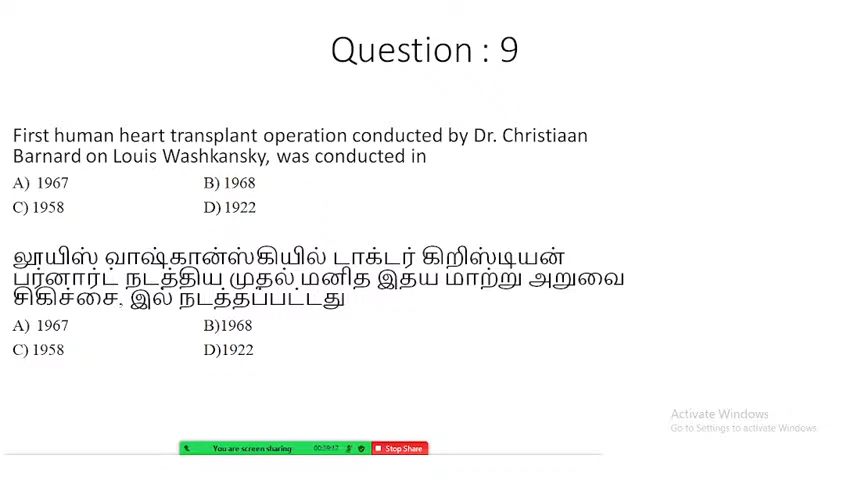 Question : 9
First human heart transplant operation conducted by Dr. Christiaan
Barnard on Louis Washkansky, was conducted in
A) 1967 B) 1968
C) 1958 D) 1922
லூயிஸ் வாஷ்கான்ஸ்கியில் டாக்டர் கிறிஸ்டியன்
பர்னார்ட் நடத்திய முதல் மனித இதய மாற்று அறுவை
சிகிச்சை, இல் நடத்தப்பட்டது
A) 1967 B)1968
C) 1958 D)1922
Activate Windows
Go to Settings to activate Windows.
You are screen sharing Stop Share